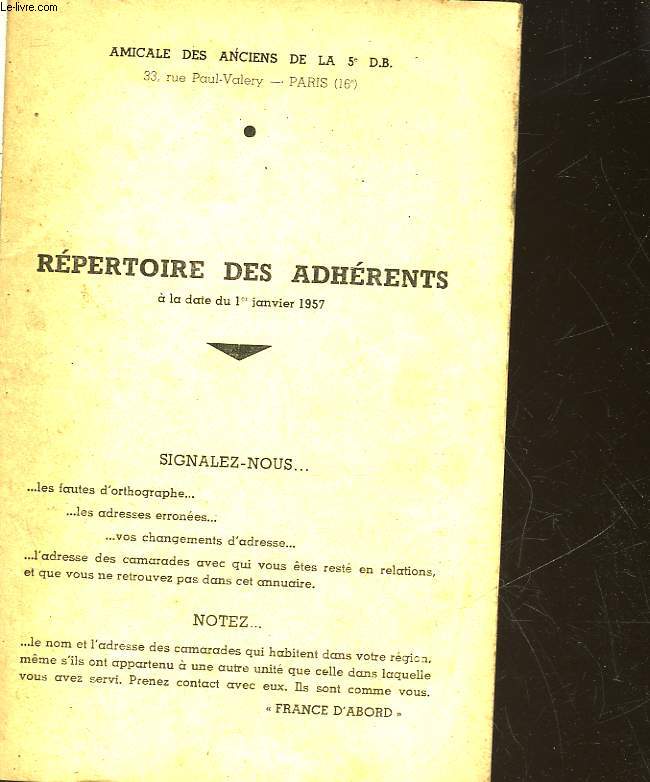 Le-livre.com
AMICALE DES ANCIENS DE LA 5e D.B.
33, rue Paul-Valery — PARIS (16e)
RÉPERTOIRE DES ADHÉRENTS
à la date du 1er janvier 1957
SIGNALEZ-NOUS...
...les fautes d'orthographe...
...les adresses erronées...
...vos changements d'adresse...
...l'adresse des camarades avec qui vous êtes resté en relations,
et que vous ne retrouvez pas dans cet annuaire.
NOTEZ...
...le nom et l'adresse des camarades qui habitent dans votre région,
même s'ils ont appartenu à une autre unité que celle dans laquelle
vous avez servi. Prenez contact avec eux. Ils sont comme vous.
« FRANCE D'ABORD »